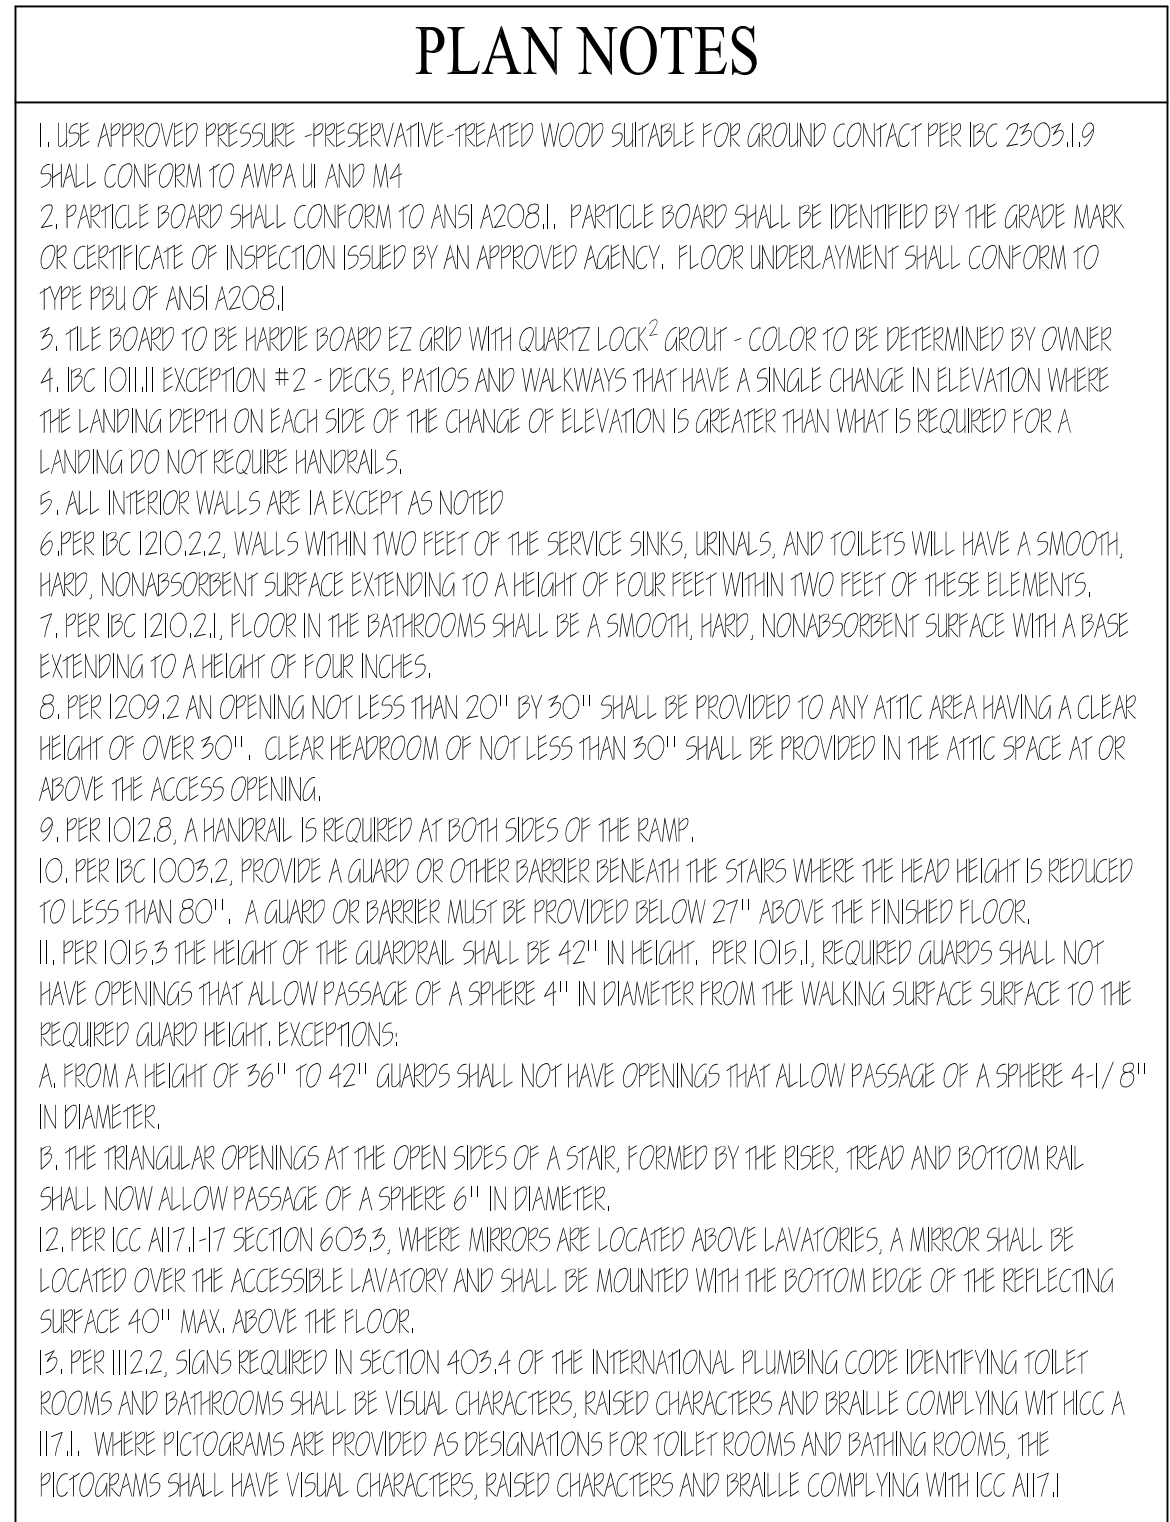 PLAN NOTES
1. USE APPROVED PRESSURE -PRESERVATIVE-TREATED WOOD SUITABLE FOR GROUND CONTACT PER IBC 2303.1.9
SHALL CONFORM TO AWPA U1 AND M4
2. PARTICLE BOARD SHALL CONFORM TO ANSI A208.1. PARTICLE BOARD SHALL BE IDENTIFIED BY THE GRADE MARK
OR CERTIFICATE OF INSPECTION ISSUED BY AN APPROVED AGENCY. FLOOR UNDERLAYMENT SHALL CONFORM TO
TYPE PBU OF ANSI A208.1
3. TILE BOARD TO BE HARDIE BOARD EZ GRID WITH QUARTZ LOCK² GROUT - COLOR TO BE DETERMINED BY OWNER
4. IBC 1011.11 EXCEPTION #2 - DECKS, PATIOS AND WALKWAYS THAT HAVE A SINGLE CHANGE IN ELEVATION WHERE
THE LANDING DEPTH ON EACH SIDE OF THE CHANGE OF ELEVATION IS GREATER THAN WHAT IS REQUIRED FOR A
LANDING DO NOT REQUIRE HANDRAILS.
5. ALL INTERIOR WALLS ARE 1A EXCEPT AS NOTED
6.PER IBC 1210.2.2, WALLS WITHIN TWO FEET OF THE SERVICE SINKS, URINALS, AND TOILETS WILL HAVE A SMOOTH,
HARD, NONABSORBENT SURFACE EXTENDING TO A HEIGHT OF FOUR FEET WITHIN TWO FEET OF THESE ELEMENTS.
7. PER IBC 1210.2.1, FLOOR IN THE BATHROOMS SHALL BE A SMOOTH, HARD, NONABSORBENT SURFACE WITH A BASE
EXTENDING TO A HEIGHT OF FOUR INCHES.
8. PER 1209.2 AN OPENING NOT LESS THAN 20" BY 30" SHALL BE PROVIDED TO ANY ATTIC AREA HAVING A CLEAR
HEIGHT OF OVER 30". CLEAR HEADROOM OF NOT LESS THAN 30" SHALL BE PROVIDED IN THE ATTIC SPACE AT OR
ABOVE THE ACCESS OPENING.
9. PER 1012.8, A HANDRAIL IS REQUIRED AT BOTH SIDES OF THE RAMP.
10. PER IBC 1003.2, PROVIDE A GUARD OR OTHER BARRIER BENEATH THE STAIRS WHERE THE HEAD HEIGHT IS REDUCED
TO LESS THAN 80". A GUARD OR BARRIER MUST BE PROVIDED BELOW 27" ABOVE THE FINISHED FLOOR.
11. PER 1015.3 THE HEIGHT OF THE GUARDRAIL SHALL BE 42" IN HEIGHT. PER 1015.1, REQUIRED GUARDS SHALL NOT
HAVE OPENINGS THAT ALLOW PASSAGE OF A SPHERE 4" IN DIAMETER FROM THE WALKING SURFACE SURFACE TO THE
REQUIRED GUARD HEIGHT. EXCEPTIONS:
A. FROM A HEIGHT OF 36" TO 42" GUARDS SHALL NOT HAVE OPENINGS THAT ALLOW PASSAGE OF A SPHERE 4-1/8"
IN DIAMETER.
B. THE TRIANGULAR OPENINGS AT THE OPEN SIDES OF A STAIR, FORMED BY THE RISER, TREAD AND BOTTOM RAIL
SHALL NOW ALLOW PASSAGE OF A SPHERE 6" IN DIAMETER.
12. PER ICC A117.1-17 SECTION 603.3, WHERE MIRRORS ARE LOCATED ABOVE LAVATORIES, A MIRROR SHALL BE
LOCATED OVER THE ACCESSIBLE LAVATORY AND SHALL BE MOUNTED WITH THE BOTTOM EDGE OF THE REFLECTING
SURFACE 40" MAX. ABOVE THE FLOOR.
13. PER 1112.2, SIGNS REQUIRED IN SECTION 403.4 OF THE INTERNATIONAL PLUMBING CODE IDENTIFYING TOILET
ROOMS AND BATHROOMS SHALL BE VISUAL CHARACTERS, RAISED CHARACTERS AND BRAILLE COMPLYING WIT HICC A
117.1. WHERE PICTOGRAMS ARE PROVIDED AS DESIGNATIONS FOR TOILET ROOMS AND BATHING ROOMS, THE
PICTOGRAMS SHALL HAVE VISUAL CHARACTERS, RAISED CHARACTERS AND BRAILLE COMPLYING WITH ICC A117.1